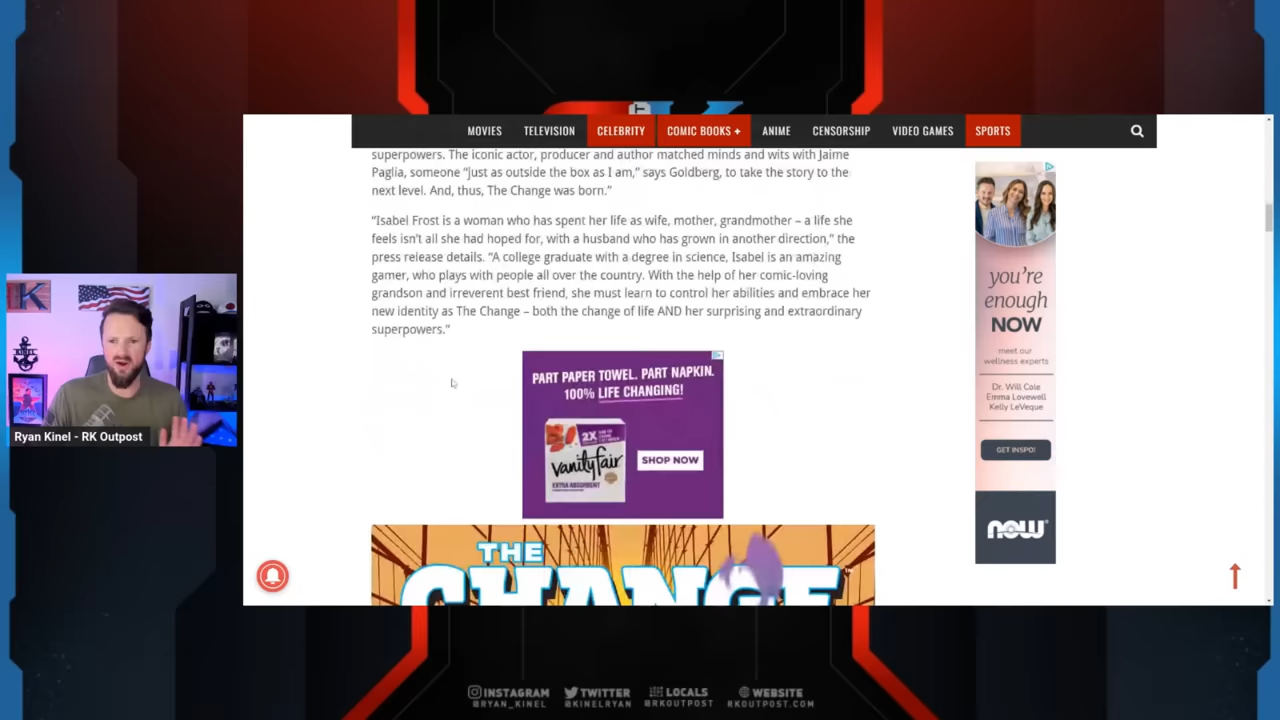 MOVIES TELEVISION CELEBRITY COMIC BOOKS + ANIME CENSORSHIP VIDEO GAMES SPORTS
superpowers. The iconic actor, producer and author matched minds and wits with Jaime
Paglia, someone “just as outside the box as I am,” says Goldberg, to take the story to the
next level. And, thus, The Change was born.”
“Isabel Frost is a woman who has spent her life as wife, mother, grandmother – a life she
feels isn’t all she had hoped for, with a husband who has grown in another direction,” the
press release details. “A college graduate with a degree in science, Isabel is an amazing
gamer, who plays with people all over the country. With the help of her comic-loving
grandson and irreverent best friend, she must learn to control her abilities and embrace her
new identity as The Change – both the change of life AND her surprising and extraordinary
superpowers.”
PART PAPER TOWEL. PART NAPKIN.
100% LIFE CHANGING!
2X
vanity fair
EXTRA ABSORBENT
SHOP NOW
THE
CHANGE
you’re
enough
NOW
meet our
wellness experts
Dr. Will Cole
Emma Lovewell
Kelly LeVeque
GET INSPO!
now
KINEL
Ryan Kinel - RK Outpost
INSTAGRAM
@RYAN_KINEL
TWITTER
@KINELRYAN
LOCALS
@RKOUTPOST
WEBSITE
RKOUTPOST.COM